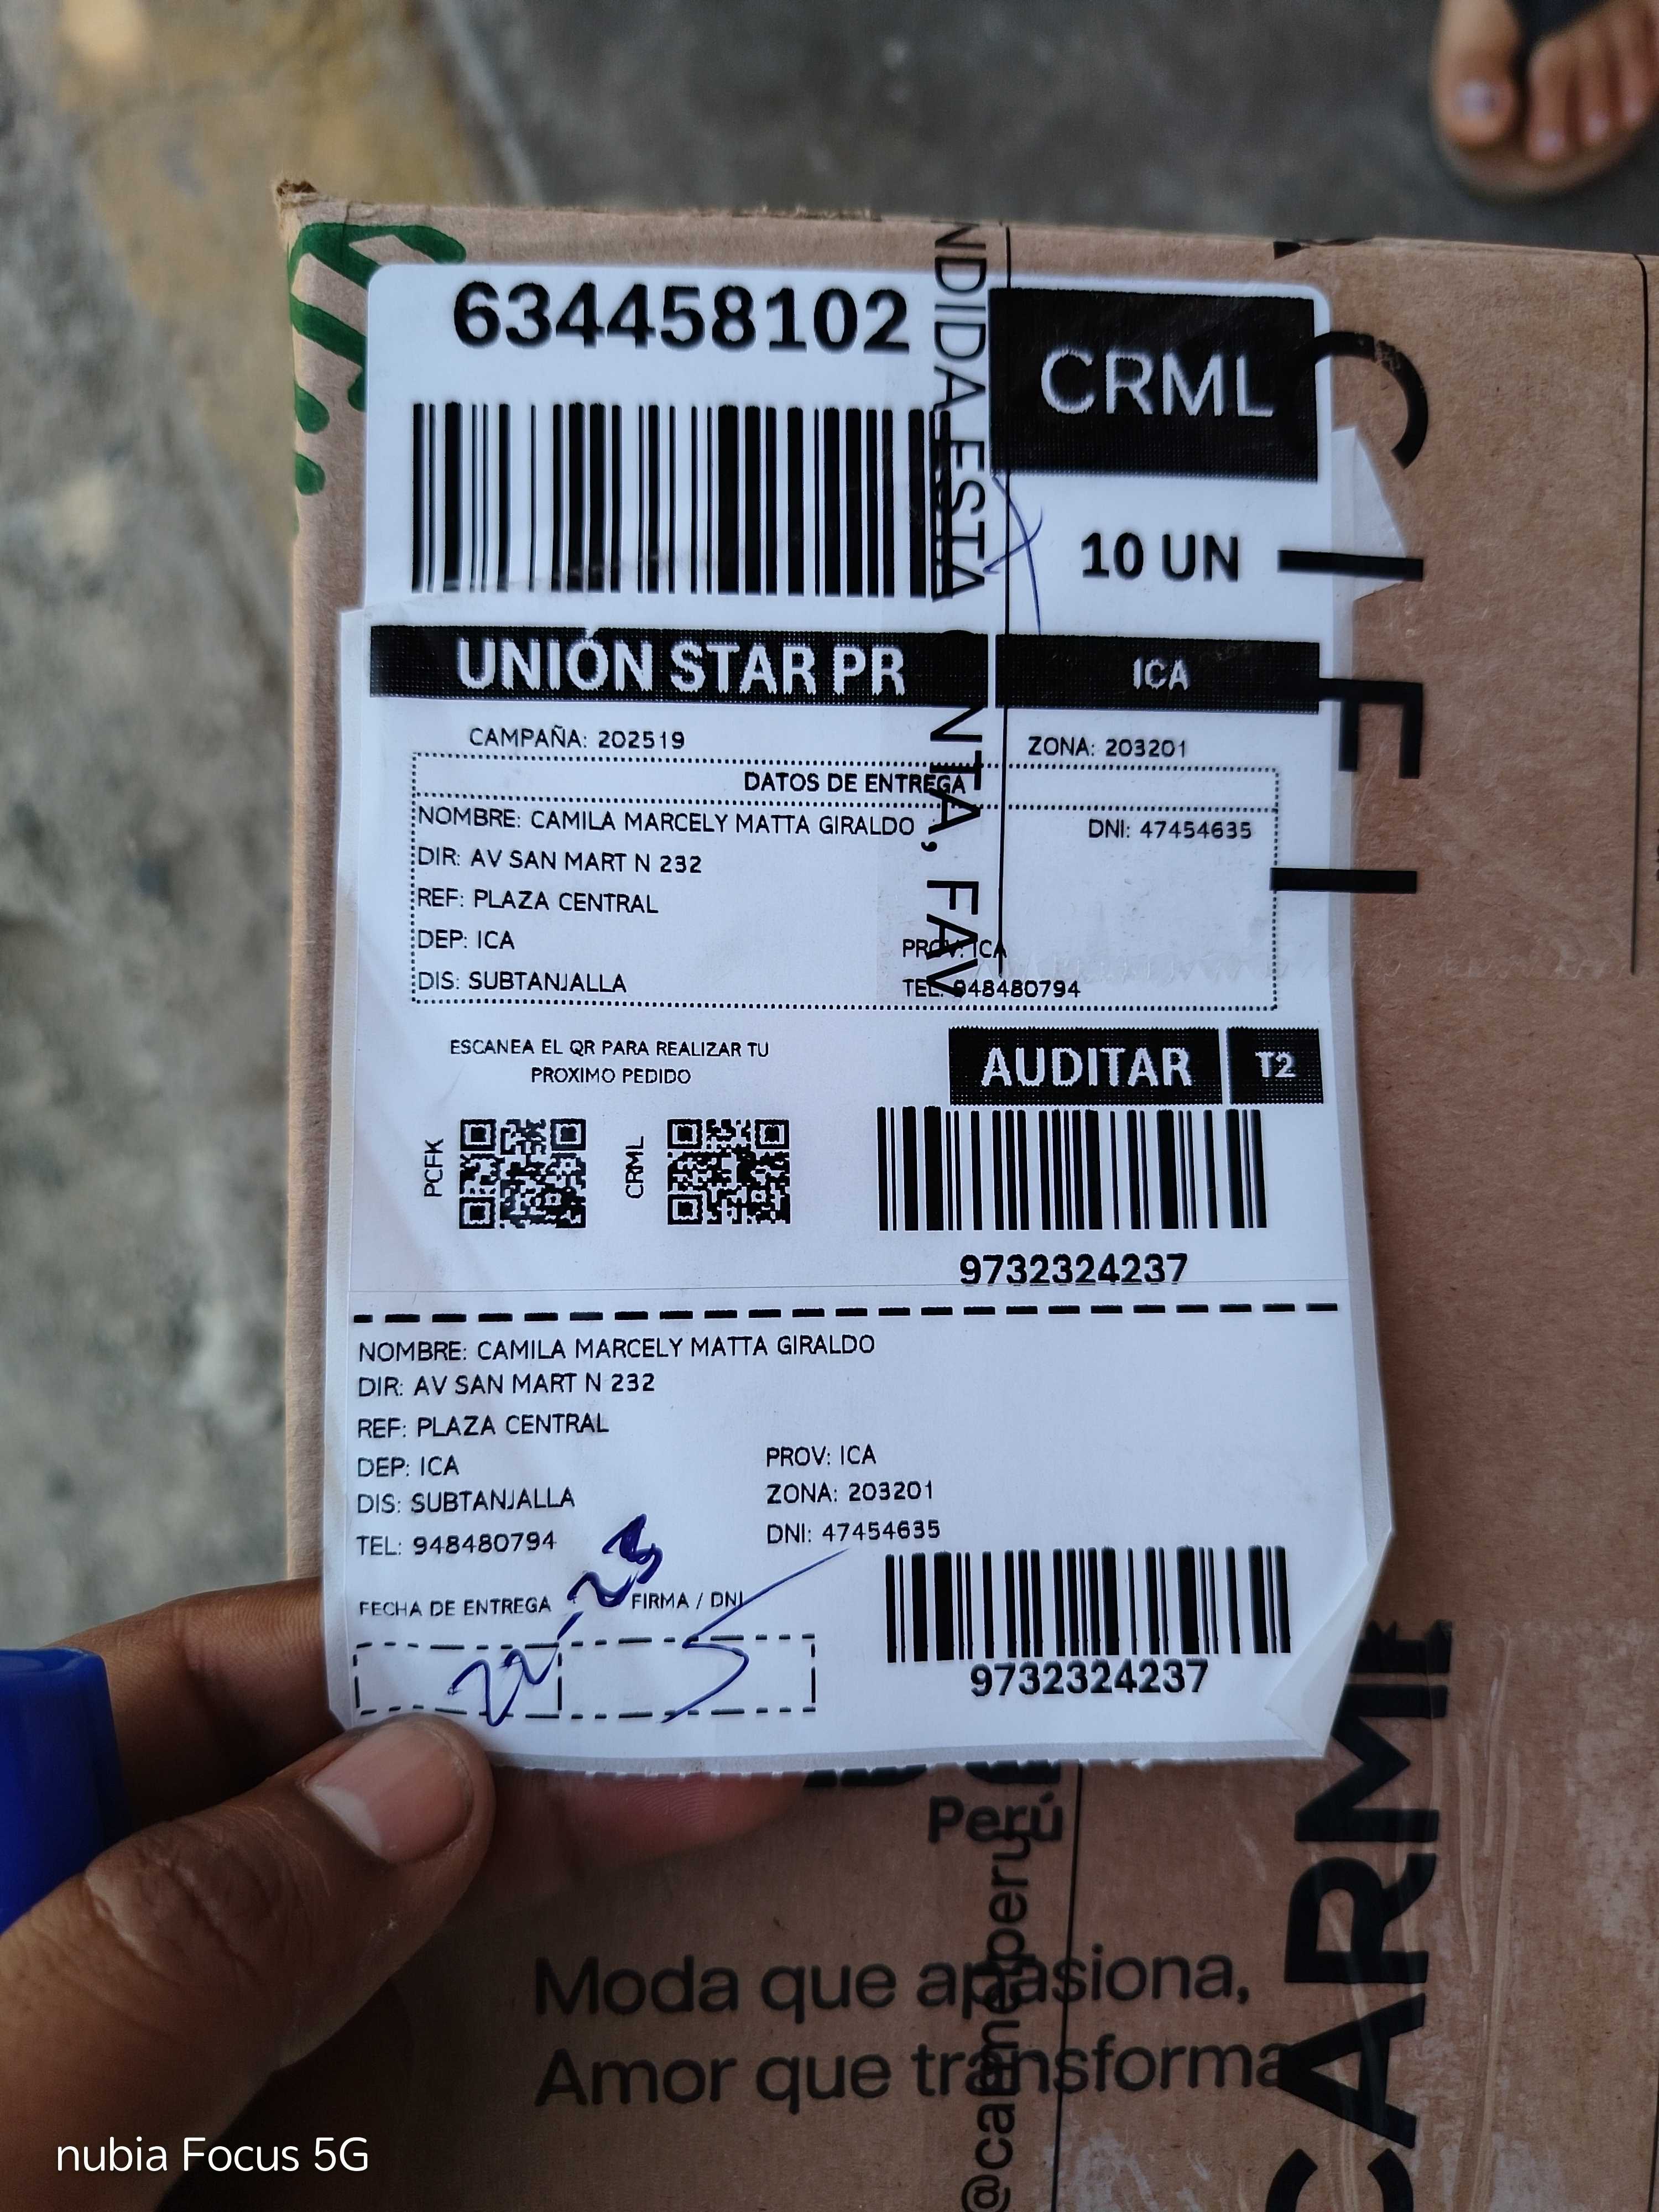 634458102
CRML
10 UN
UNIÓN STAR PR
ICA
CAMPAÑA: 202519
ZONA: 203201
DATOS DE ENTREGA
NOMBRE: CAMILA MARCELY MATTA GIRALDO
DNI: 47454635
DIR: AV SAN MART N 232
REF: PLAZA CENTRAL
DEP: ICA
PROV: ICA
DIS: SUBTANJALLA
TEL: 948480794
ESCANEA EL QR PARA REALIZAR TU
PROXIMO PEDIDO
AUDITAR
T2
PCFK
CRML
9732324237
NOMBRE: CAMILA MARCELY MATTA GIRALDO
DIR: AV SAN MART N 232
REF: PLAZA CENTRAL
DEP: ICA
PROV: ICA
DIS: SUBTANJALLA
ZONA: 203201
TEL: 948480794
DNI: 47454635
FECHA DE ENTREGA
FIRMA / DNI
9732324237
ESTA
Perú
Moda que apasiona,
Amor que transforma
@carmelperu
nubia Focus 5G